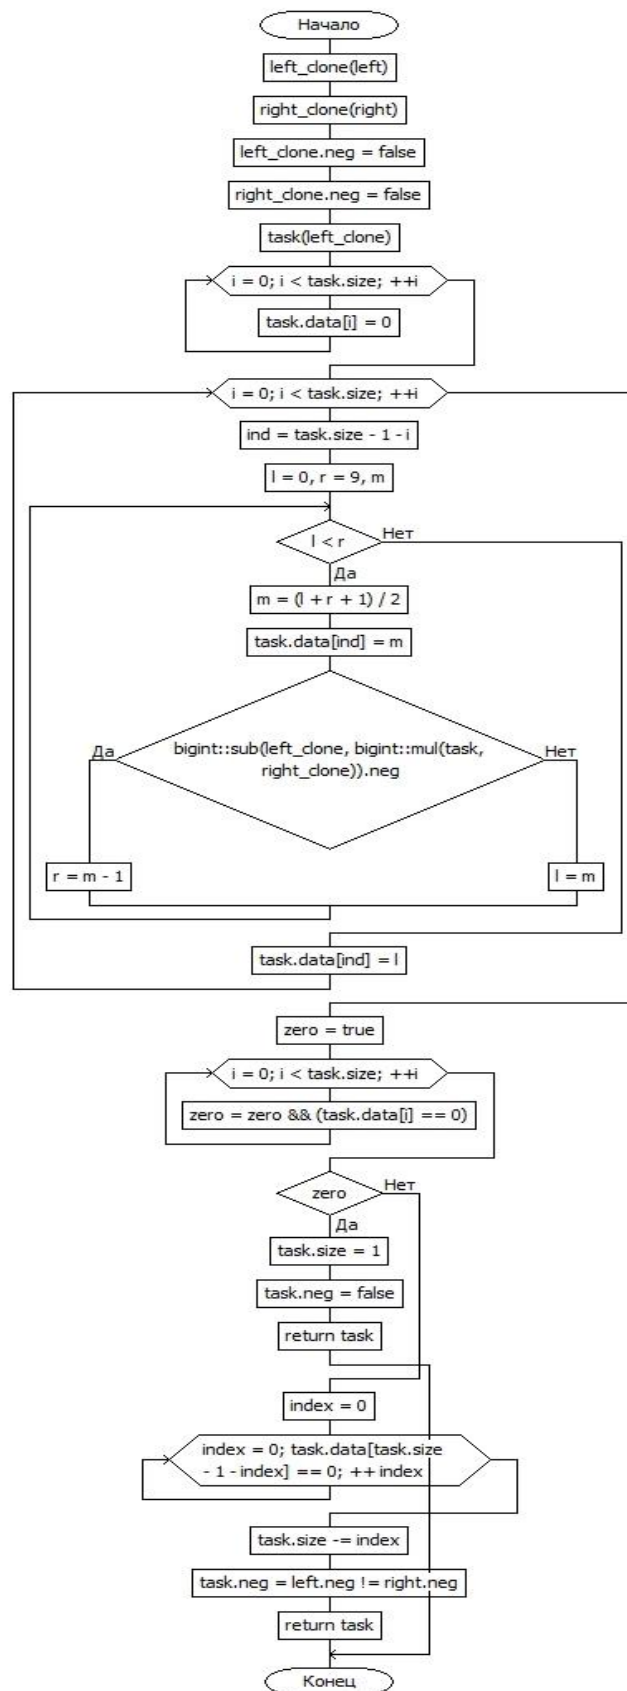 Начало
left_clone(left)
right_clone(right)
left_clone.neg = false
right_clone.neg = false
task(left_clone)
i = 0; i < task.size; ++i
task.data[i] = 0
i = 0; i < task.size; ++i
ind = task.size - 1 - i
l = 0, r = 9, m
l < r
Нет
Да
m = (l + r + 1) / 2
task.data[ind] = m
Да
bigint::sub(left_clone, bigint::mul(task,
right_clone)).neg
Нет
r = m - 1
l = m
task.data[ind] = l
zero = true
i = 0; i < task.size; ++i
zero = zero && (task.data[i] == 0)
zero
Нет
Да
task.size = 1
task.neg = false
return task
index = 0
index = 0; task.data[task.size
- 1 - index] == 0; ++ index
task.size -= index
task.neg = left.neg != right.neg
return task
Конец